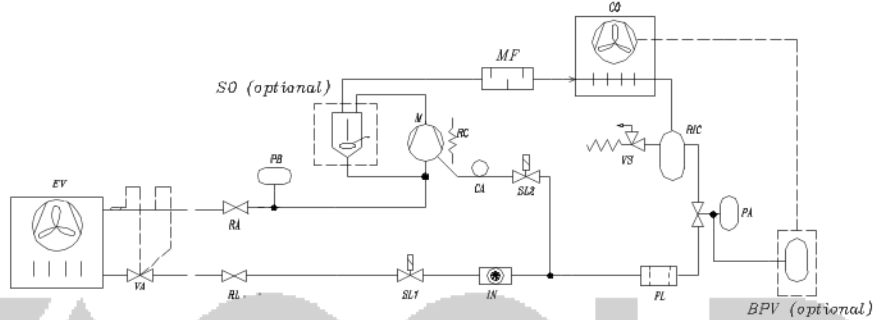 CO
MF
SO (optional)
M
RC
RIC
VS
PB
EV
CA
SL2
PA
RA
VA
RL
SL1
IN
FL
BPV (optional)